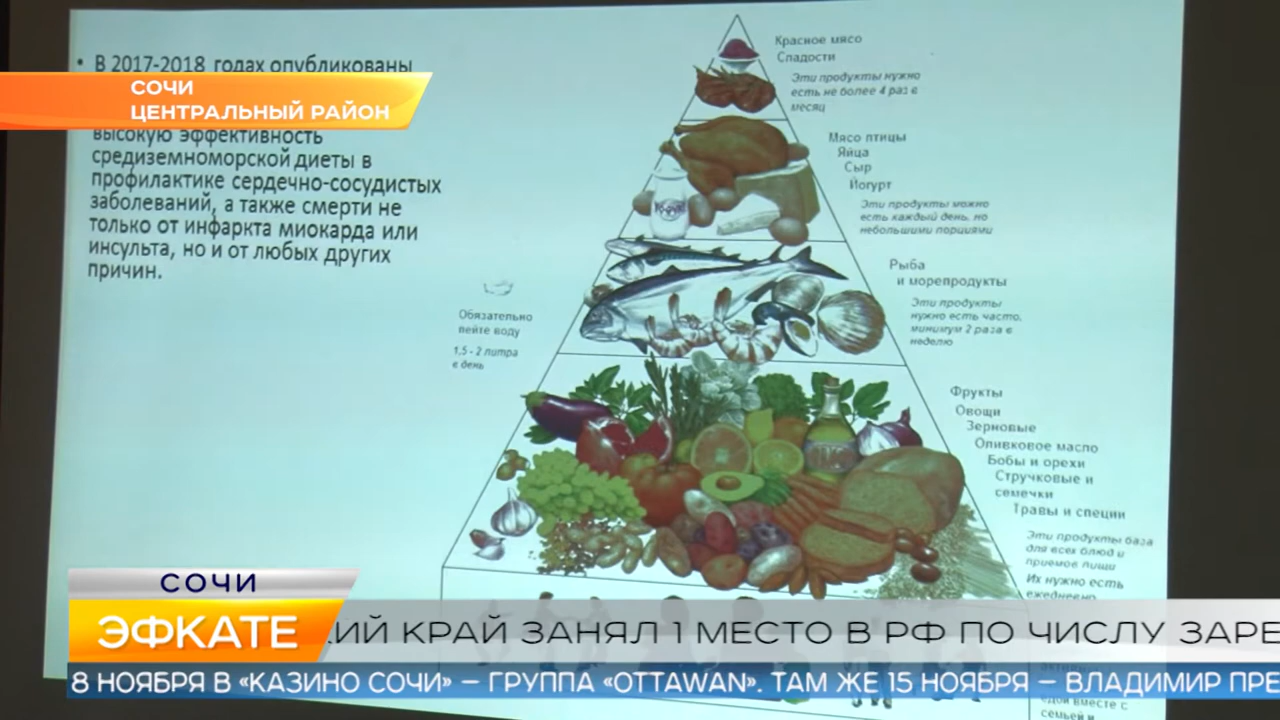 • В 2017-2018 годах опубликованы
СОЧИ
ЦЕНТРАЛЬНЫЙ РАЙОН
высокую эффективность
средиземноморской диеты в
профилактике сердечно-сосудистых
заболеваний, а также смерти не
только от инфаркта миокарда или
инсульта, но и от любых других
причин.
Обязательно
пейте воду
1,5 - 2 литра
в день
Красное мясо
Сладости
Эти продукты нужно
есть не более 4 раз в
месяц
Мясо птицы
Яйца
Сыр
Йогурт
Эти продукты можно
есть каждый день, но
небольшими порциями
Рыба
и морепродукты
Эти продукты
нужно есть часто,
минимум 2 раза в
неделю
Фрукты
Овощи
Зерновые
Оливковое масло
Бобы и орехи
Стручковые и
семечки
Травы и специи
Эти продукты база
для всех блюд и
приемов пищи
Их нужно есть
ежедневно
СОЧИ
ЭФКАТЕ
КИЙ КРАЙ ЗАНЯЛ 1 МЕСТО В РФ ПО ЧИСЛУ ЗАРЕ
8 НОЯБРЯ В «КАЗИНО СОЧИ» – ГРУППА «OTTAWAN». ТАМ ЖЕ 15 НОЯБРЯ – ВЛАДИМИР ПРЕ
едой вместе с
семьей и